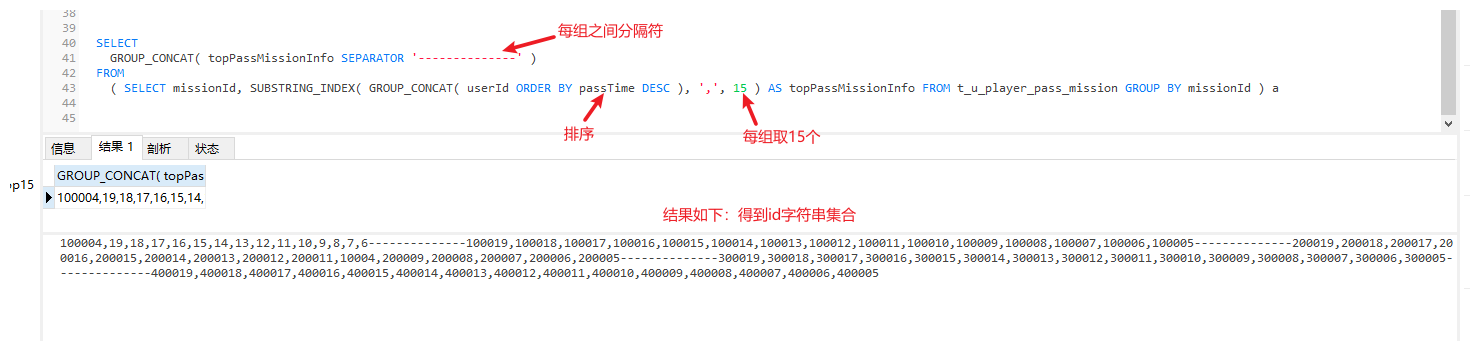 38
39
每组之间分隔符
40 SELECT
41 GROUP_CONCAT( topPassMissionInfo SEPARATOR '--------------' )
42 FROM
43 ( SELECT missionId, SUBSTRING_INDEX( GROUP_CONCAT( userId ORDER BY passTime DESC ), ',', 15 ) AS topPassMissionInfo FROM t_u_player_pass_mission GROUP BY missionId ) a
44
45
排序
每组取15个
信息 结果 1 剖析 状态
op15
GROUP_CONCAT( topPas
100004,19,18,17,16,15,14,
结果如下：得到id字符串集合
100004,19,18,17,16,15,14,13,12,11,10,9,8,7,6--------------100019,100018,100017,100016,100015,100014,100013,100012,100011,100010,100009,100008,100007,100006,100005--------------200019,200018,200017,20
0016,200015,200014,200013,200012,200011,10004,200009,200008,200007,200006,200005--------------300019,300018,300017,300016,300015,300014,300013,300012,300011,300010,300009,300008,300007,300006,300005-
-------------400019,400018,400017,400016,400015,400014,400013,400012,400011,400010,400009,400008,400007,400006,400005